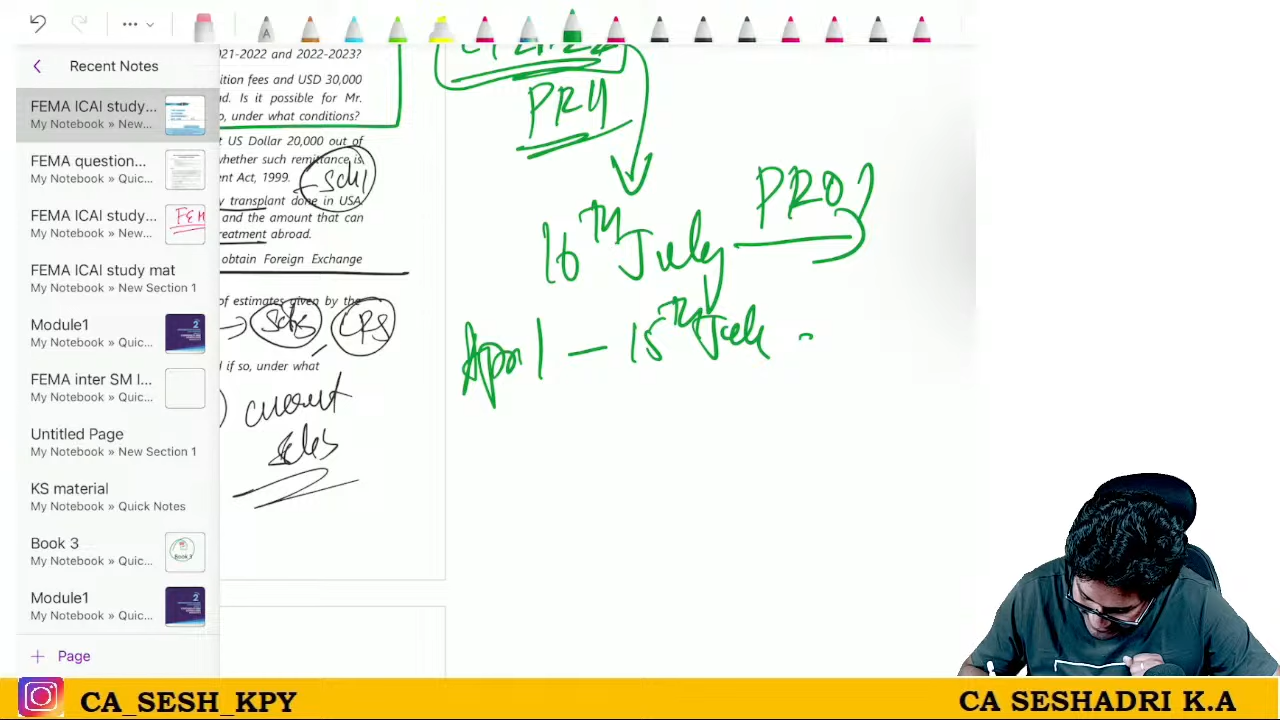 Recent Notes
FEMA ICAI study...
My Notebook » New...
FEMA question...
My Notebook » Quic...
FEMA ICAI study...
My Notebook » New...
FEMA ICAI study mat
My Notebook » New Section 1
Module1
My Notebook » Quic...
FEMA inter SM I...
My Notebook » Quic...
Untitled Page
My Notebook » New Section 1
KS material
My Notebook » Quick Notes
Book 3
My Notebook » Quic...
Book 3
Module1
My Notebook » Quic...
+ Page
021-2022 and 2022-2023?
ition fees and USD 30,000
d. Is it possible for Mr.
o, under what conditions?
t US Dollar 20,000 out of
whether such remittance is
ent Act, 1999.
y transplant done in USA
and the amount that can
reatment abroad.
obtain Foreign Exchange
of estimates given by the
d if so, under what
current
PRY
16TH July
PRO
April - 15TH July
CA_SESH_KPY
CA SESHADRI K.A